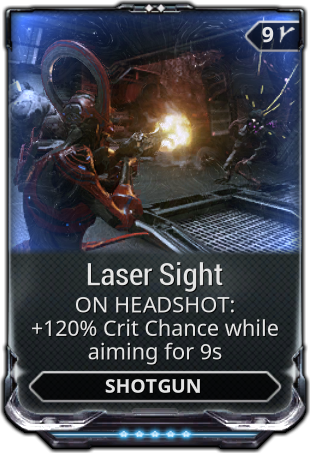 9
Laser Sight
ON HEADSHOT:
+120% Crit Chance while
aiming for 9s
SHOTGUN